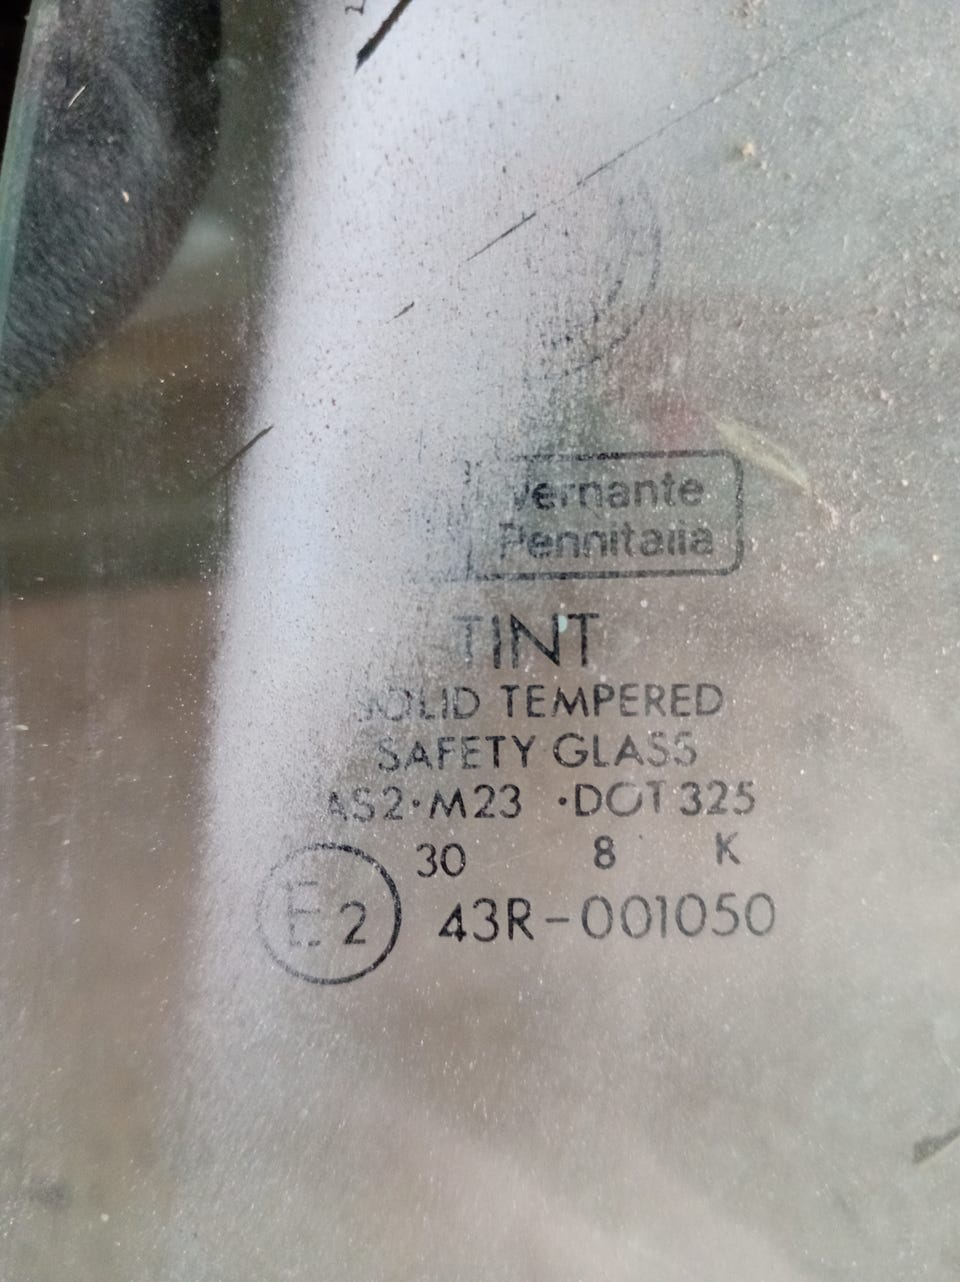 Vernante
Pennitalia
TINT
SOLID TEMPERED
SAFETY GLASS
AS2·M23 ·DOT 325
30 8 K
E2 43R-001050